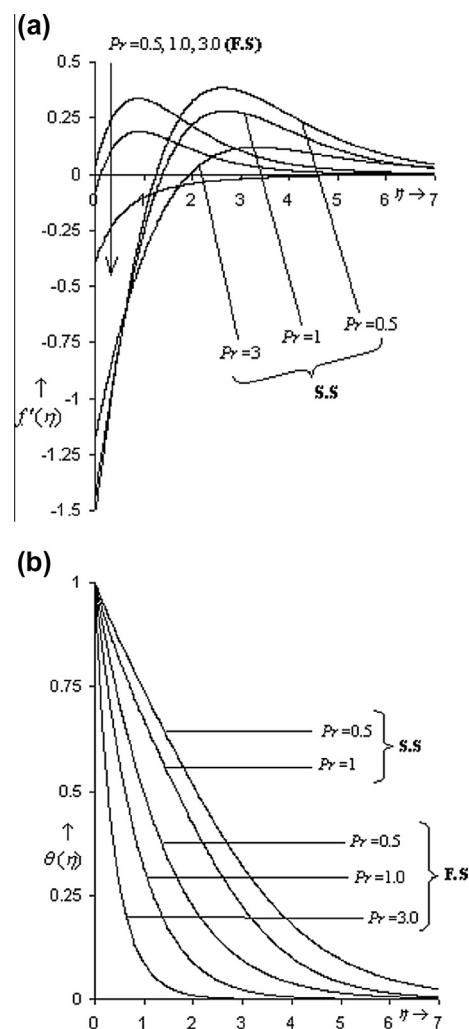 (a)
Pr=0.5, 1.0, 3.0 (F.S)
0.5
0.25
0
0 1 2 3 4 5 6 η→ 7
-0.25
-0.5
-0.75
Pr=0.5
Pr=1
Pr=3
S.S
-1
↑
f'(η)
-1.25
-1.5
(b)
1
0.75
Pr=0.5
Pr=1
S.S
0.5
↑
θ(η)
Pr=0.5
Pr=1.0
Pr=3.0
F.S
0.25
0
0 1 2 3 4 5 6 η→ 7